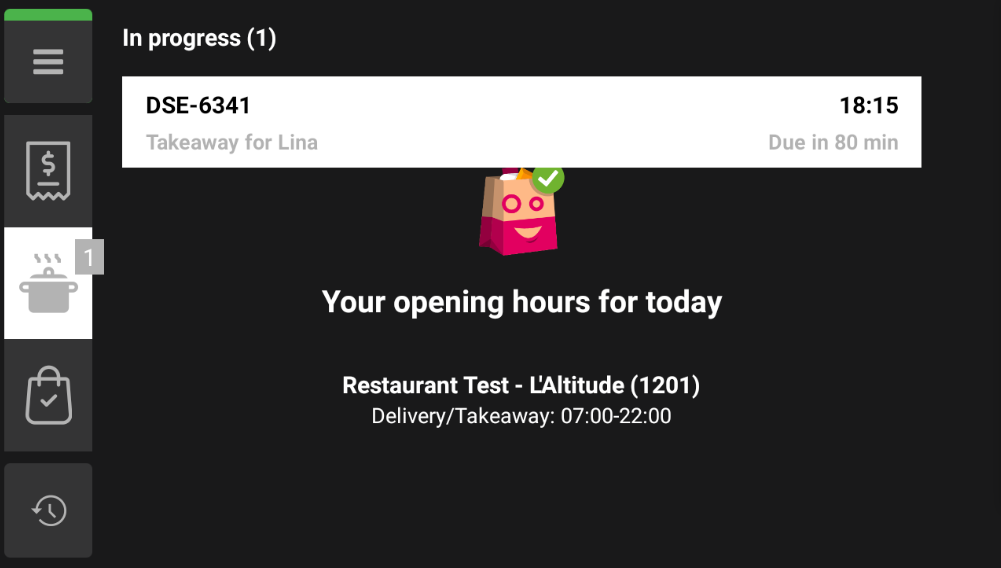 In progress (1)
DSE-6341 18:15
Takeaway for Lina Due in 80 min
1
Your opening hours for today
Restaurant Test - L'Altitude (1201)
Delivery/Takeaway: 07:00-22:00